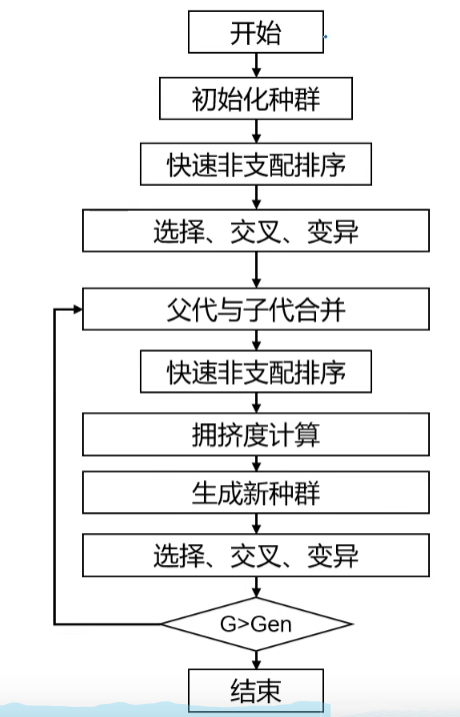 开始
初始化种群
快速非支配排序
选择、交叉、变异
父代与子代合并
快速非支配排序
拥挤度计算
生成新种群
选择、交叉、变异
G>Gen
结束